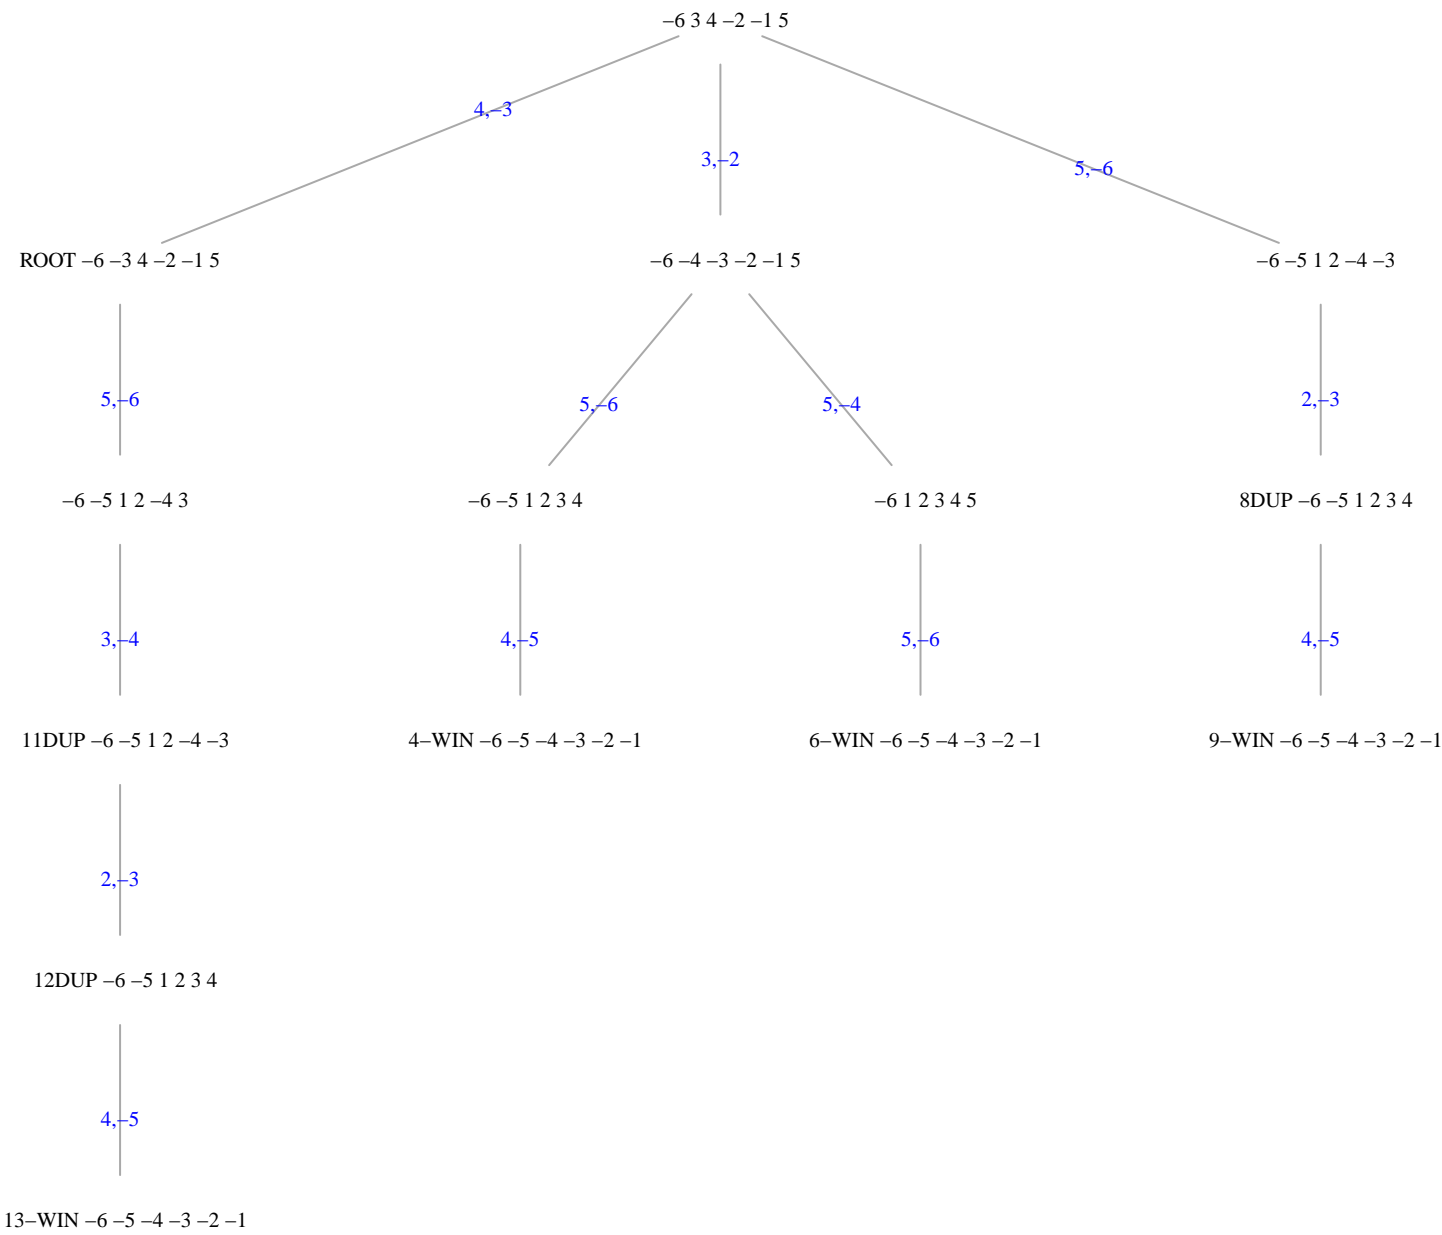 −6 3 4 −2 −1 5
4,−3
3,−2
5,−6
ROOT −6 −3 4 −2 −1 5
−6 −4 −3 −2 −1 5
−6 −5 1 2 −4 −3
5,−6
5,−6
5,−4
2,−3
−6 −5 1 2 −4 3
−6 −5 1 2 3 4
−6 1 2 3 4 5
8DUP −6 −5 1 2 3 4
3,−4
4,−5
5,−6
4,−5
11DUP −6 −5 1 2 −4 −3
4−WIN −6 −5 −4 −3 −2 −1
6−WIN −6 −5 −4 −3 −2 −1
9−WIN −6 −5 −4 −3 −2 −1
2,−3
12DUP −6 −5 1 2 3 4
4,−5
13−WIN −6 −5 −4 −3 −2 −1